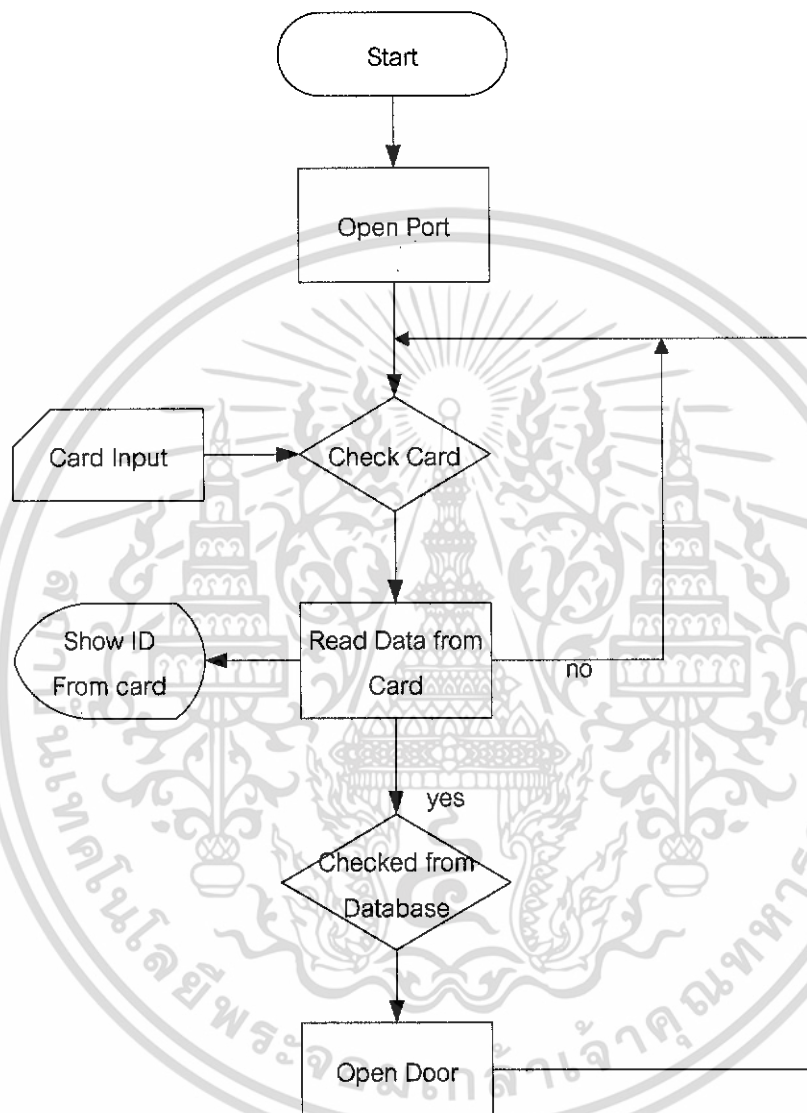 Start
Open Port
Card Input
Check Card
Show ID
From card
Read Data from
Card
no
yes
Checked from
Database
Open Door